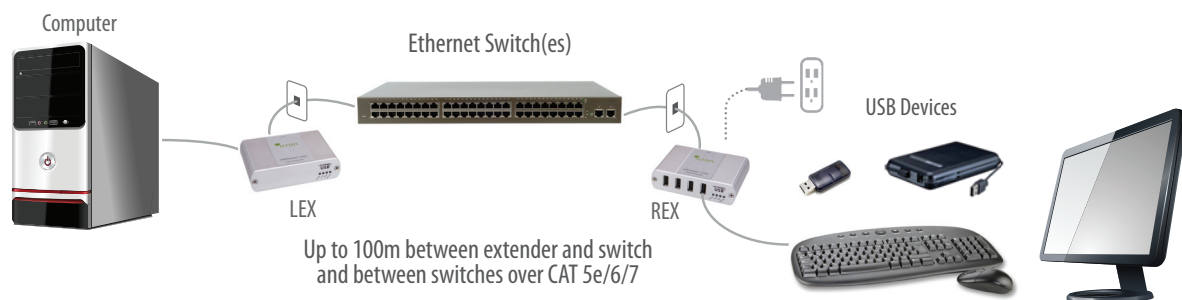 Computer
Ethernet Switch(es)
USB Devices
LEX
REX
Up to 100m between extender and switch
and between switches over CAT 5e/6/7